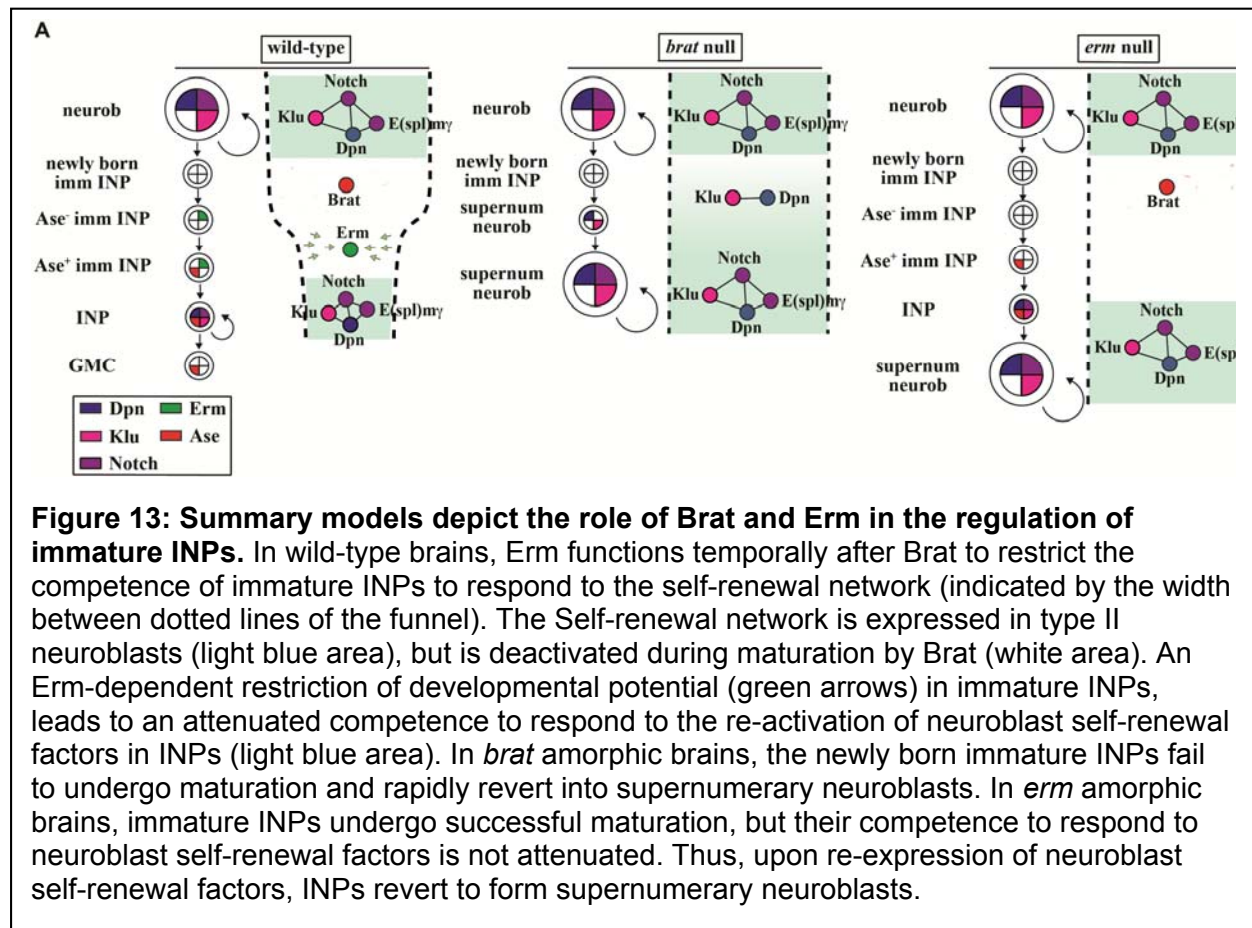 A
wild-type
brat null
erm null
neurob
newly born
imm INP
Ase⁻ imm INP
Ase⁺ imm INP
INP
GMC
Notch
Klu
E(spl)mγ
Dpn
Brat
Erm
Notch
Klu
E(spl)mγ
Dpn
Dpn
Erm
Klu
Ase
Notch
neurob
newly born
imm INP
supernum
neurob
supernum
neurob
Notch
Klu
E(spl)mγ
Dpn
Klu
Dpn
Notch
Klu
E(spl)mγ
Dpn
neurob
newly born
imm INP
Ase⁻ imm INP
Ase⁺ imm INP
INP
supernum
neurob
Notch
Klu
E(sp
Dpn
Brat
Notch
Klu
E(sp
Dpn
Figure 13: Summary models depict the role of Brat and Erm in the regulation of
immature INPs. In wild-type brains, Erm functions temporally after Brat to restrict the
competence of immature INPs to respond to the self-renewal network (indicated by the width
between dotted lines of the funnel). The Self-renewal network is expressed in type II
neuroblasts (light blue area), but is deactivated during maturation by Brat (white area). An
Erm-dependent restriction of developmental potential (green arrows) in immature INPs,
leads to an attenuated competence to respond to the re-activation of neuroblast self-renewal
factors in INPs (light blue area). In brat amorphic brains, the newly born immature INPs fail
to undergo maturation and rapidly revert into supernumerary neuroblasts. In erm amorphic
brains, immature INPs undergo successful maturation, but their competence to respond to
neuroblast self-renewal factors is not attenuated. Thus, upon re-expression of neuroblast
self-renewal factors, INPs revert to form supernumerary neuroblasts.